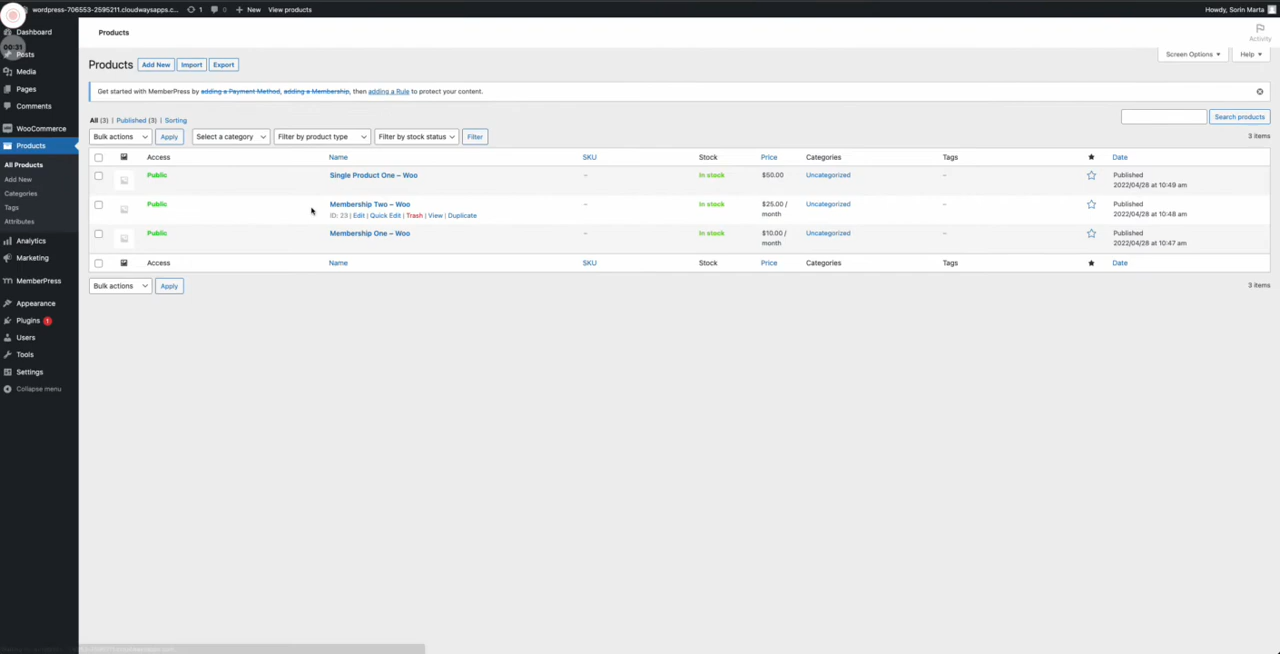 wordpress-706553-2595211.cloudwaysapps.c... 1 0 + New View products Howdy, Sorin Marta
00:31
Dashboard
Posts
Media
Pages
Comments
WooCommerce
Products
All Products
Add New
Categories
Tags
Attributes
Analytics
Marketing
MemberPress
Appearance
Plugins 1
Users
Tools
Settings
Collapse menu
Products
Activity
Screen Options ▼ Help ▼
Products Add New Import Export
Get started with MemberPress by adding a Payment Method, adding a Membership, then adding a Rule to protect your content.
All (3) | Published (3) | Sorting
Search products
Bulk actions Apply Select a category Filter by product type Filter by stock status Filter
3 items
Access Name SKU Stock Price Categories Tags Date
Public Single Product One – Woo – In stock $50.00 Uncategorized – Published
2022/04/28 at 10:49 am
Public Membership Two – Woo – In stock $25.00 / Uncategorized – Published
month 2022/04/28 at 10:48 am
ID: 23 | Edit | Quick Edit | Trash | View | Duplicate
Public Membership One – Woo – In stock $10.00 / Uncategorized – Published
month 2022/04/28 at 10:47 am
Access Name SKU Stock Price Categories Tags Date
Bulk actions Apply
3 items